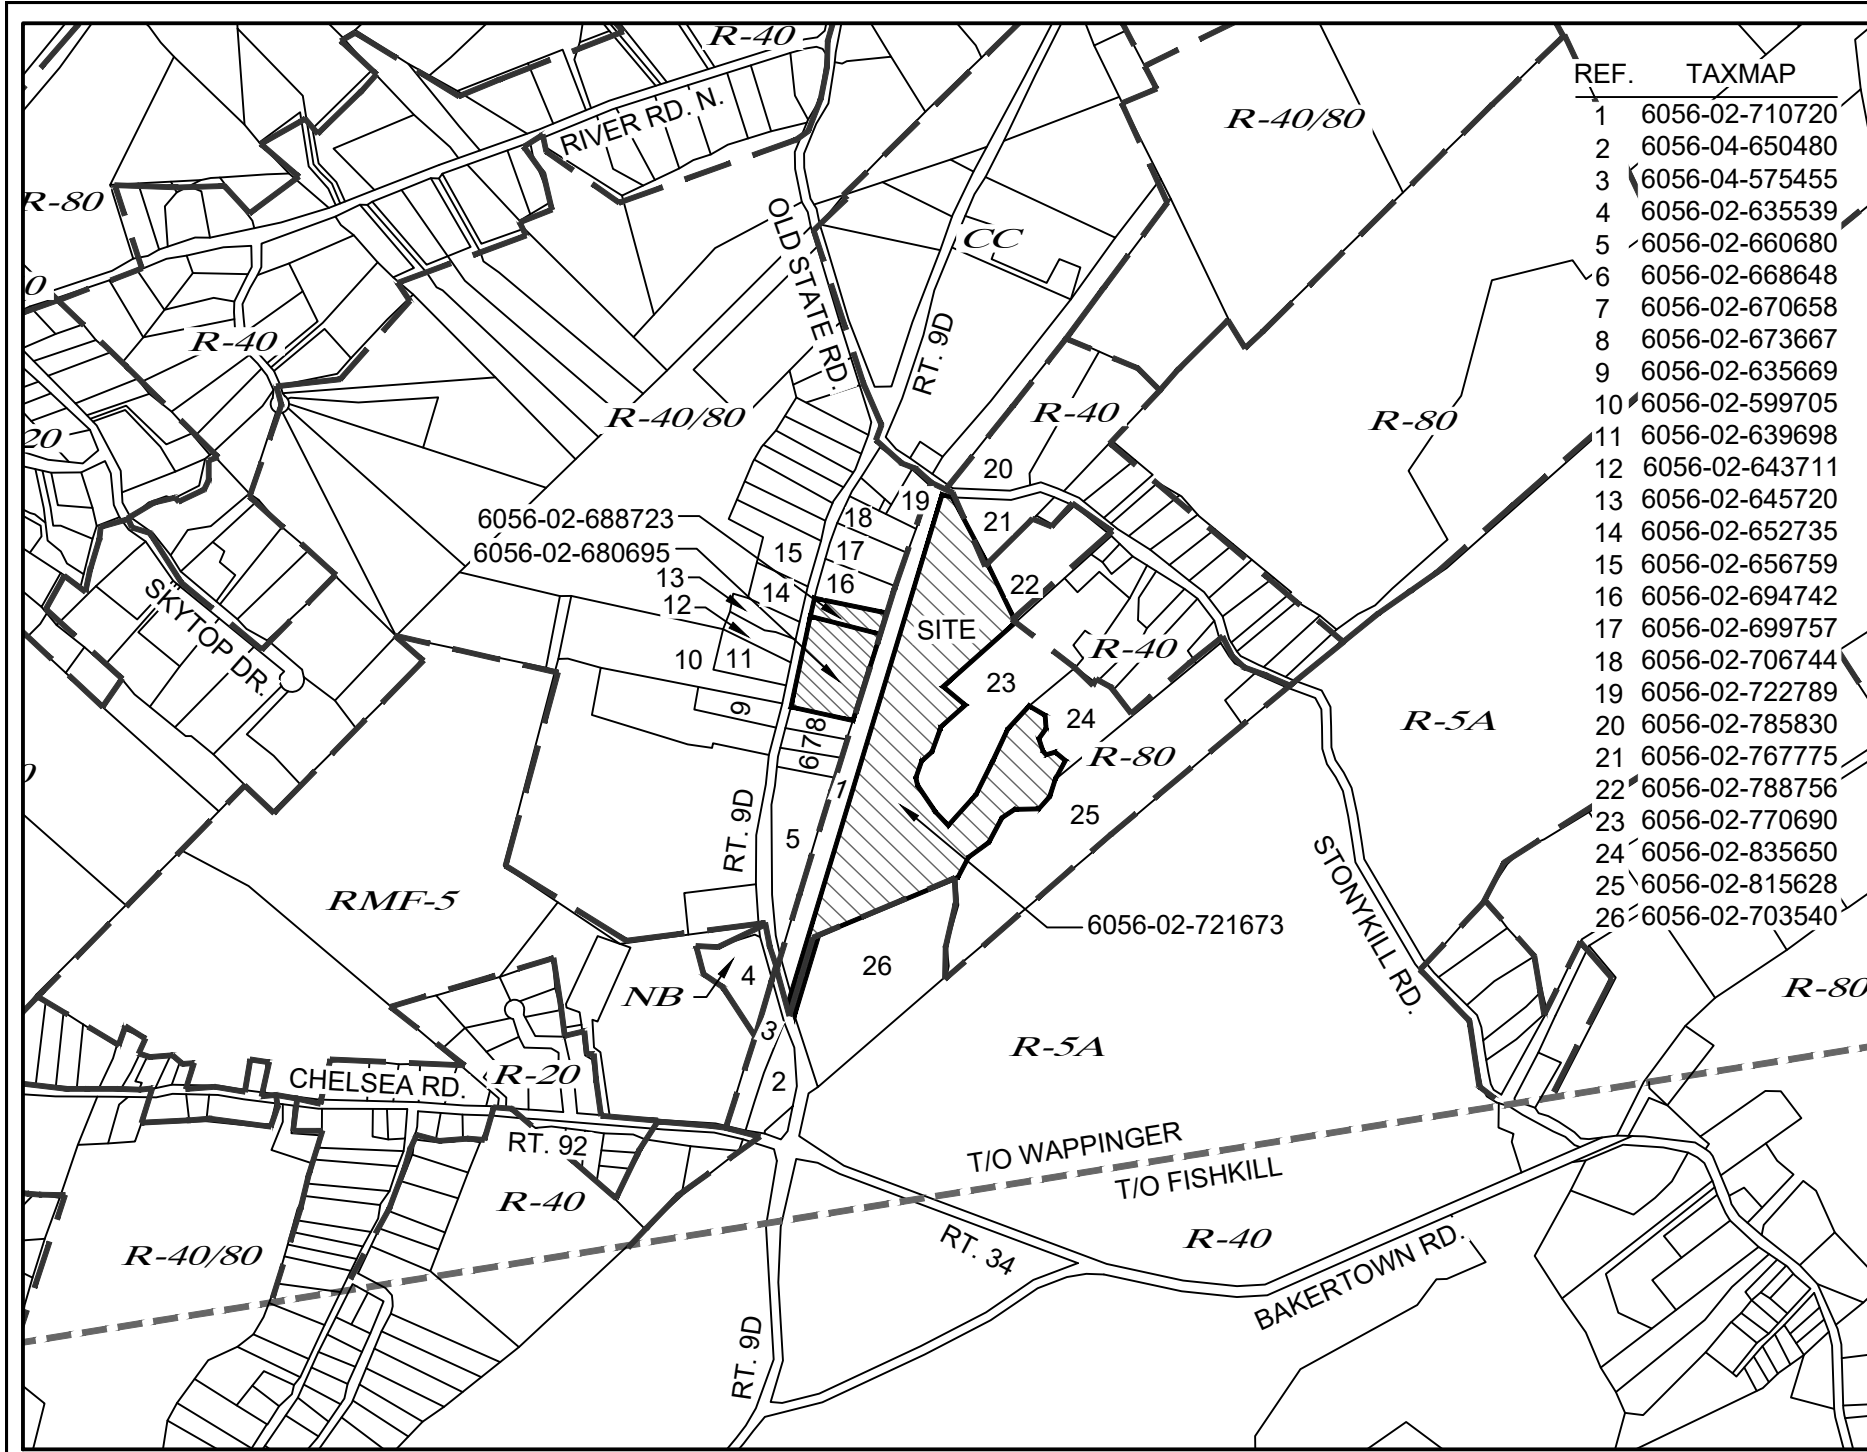 R-40
RIVER RD. N.
R-40/80
REF. TAXMAP
1 6056-02-710720
2 6056-04-650480
3 6056-04-575455
4 6056-02-635539
5 6056-02-660680
6 6056-02-668648
7 6056-02-670658
8 6056-02-673667
9 6056-02-635669
10 6056-02-599705
11 6056-02-639698
12 6056-02-643711
13 6056-02-645720
14 6056-02-652735
15 6056-02-656759
16 6056-02-694742
17 6056-02-699757
18 6056-02-706744
19 6056-02-722789
20 6056-02-785830
21 6056-02-767775
22 6056-02-788756
23 6056-02-770690
24 6056-02-835650
25 6056-02-815628
26 6056-02-703540
R-80
OLD STATE RD.
CC
0
R-40
RT. 9D
R-40/80
R-40
R-80
20
20
19
6056-02-688723
18
21
6056-02-680695
15
17
13
14
16
22
12
SITE
SKYTOP DR.
10
11
R-40
23
9
24
R-5A
8
7
6
R-80
0
1
25
RT. 9D
5
STONYKILL RD.
RMF-5
6056-02-721673
4
26
NB
R-80
3
R-5A
2
CHELSEA RD.
R-20
RT. 92
T/O WAPPINGER
T/O FISHKILL
R-40
R-40/80
RT. 34
R-40
BAKERTOWN RD.
RT. 9D